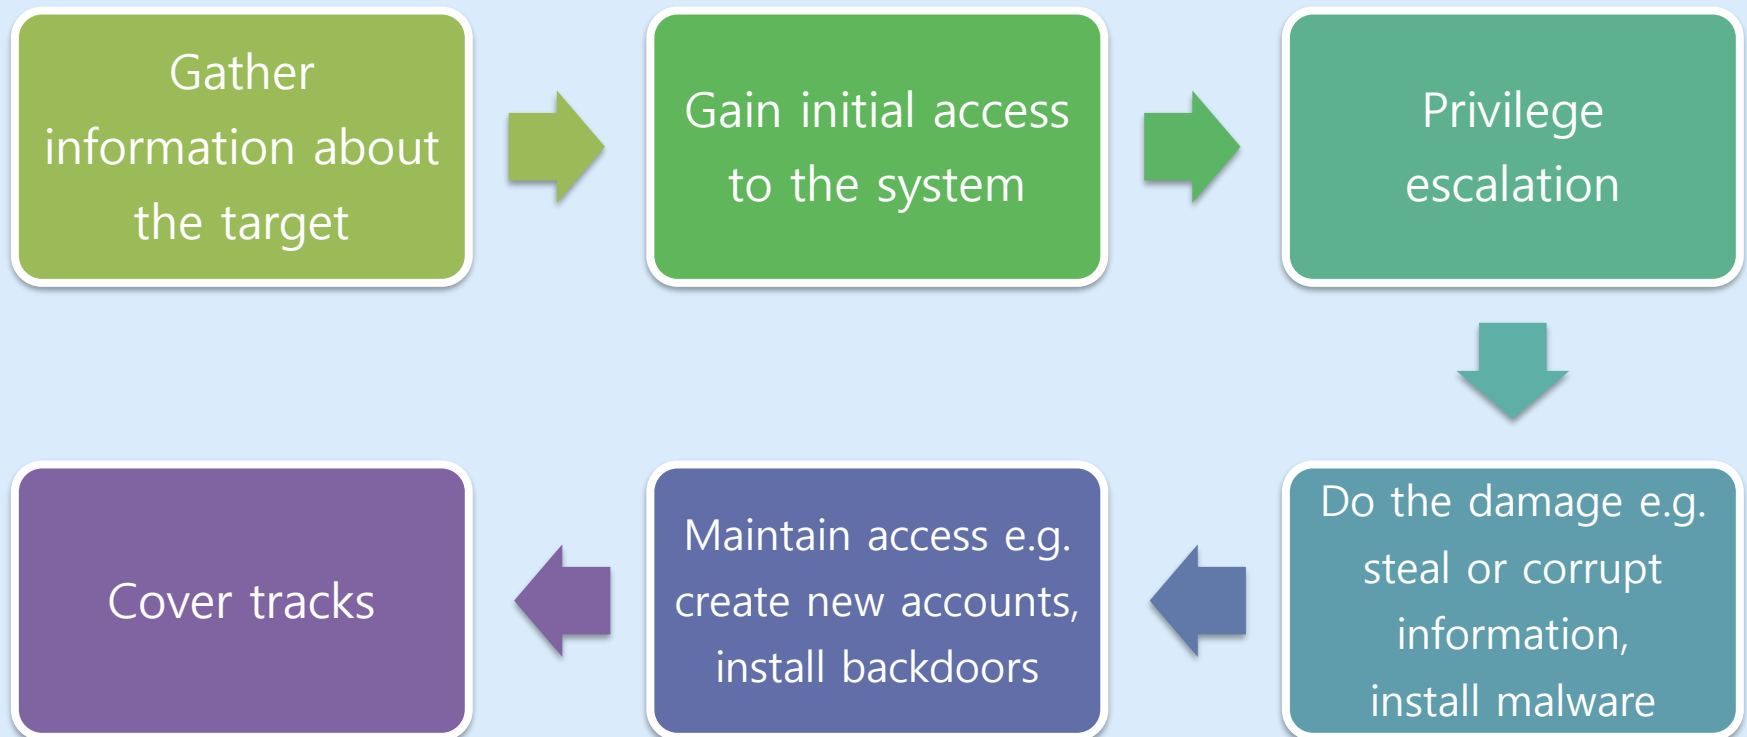 Gather
information about
the target
Gain initial access
to the system
Privilege
escalation
Do the damage e.g.
steal or corrupt
information,
install malware
Maintain access e.g.
create new accounts,
install backdoors
Cover tracks